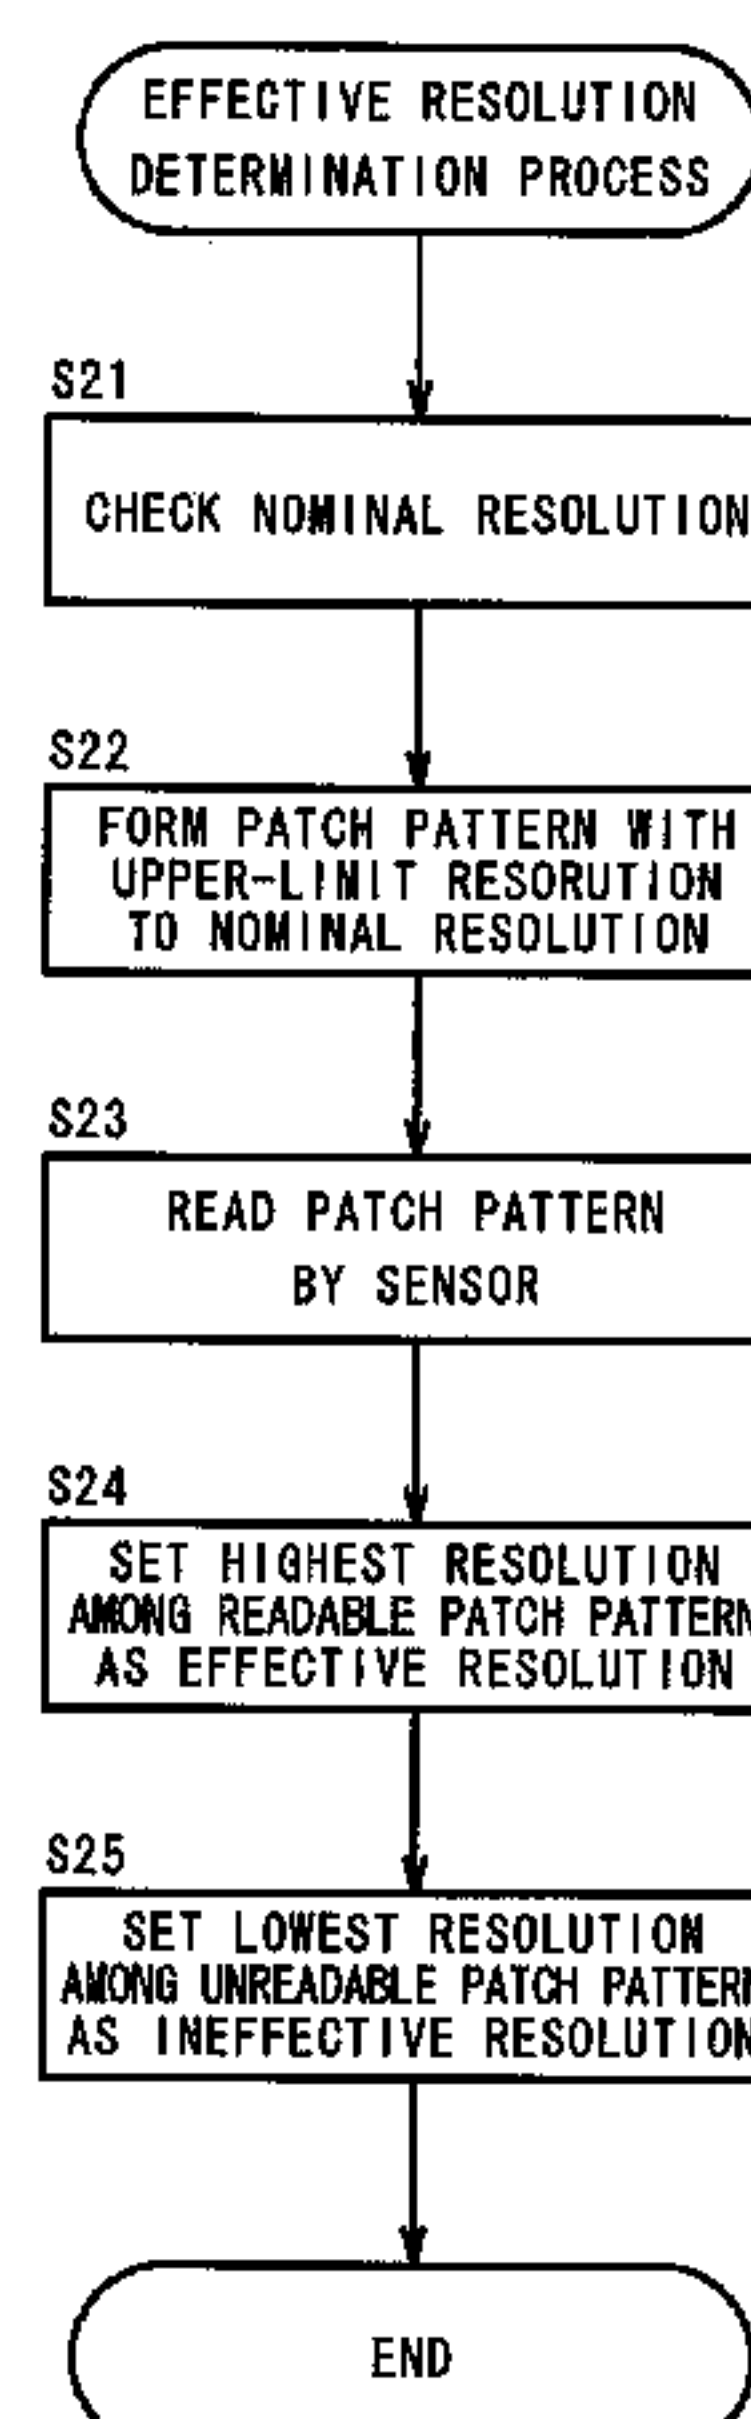 EFFECTIVE RESOLUTION
DETERMINATION PROCESS
S21
CHECK NOMINAL RESOLUTION
S22
FORM PATCH PATTERN WITH
UPPER-LIMIT RESORUTION
TO NOMINAL RESOLUTION
S23
READ PATCH PATTERN
BY SENSOR
S24
SET HIGHEST RESOLUTION
AMONG READABLE PATCH PATTERN
AS EFFECTIVE RESOLUTION
S25
SET LOWEST RESOLUTION
AMONG UNREADABLE PATCH PATTERN
AS INEFFECTIVE RESOLUTION
END